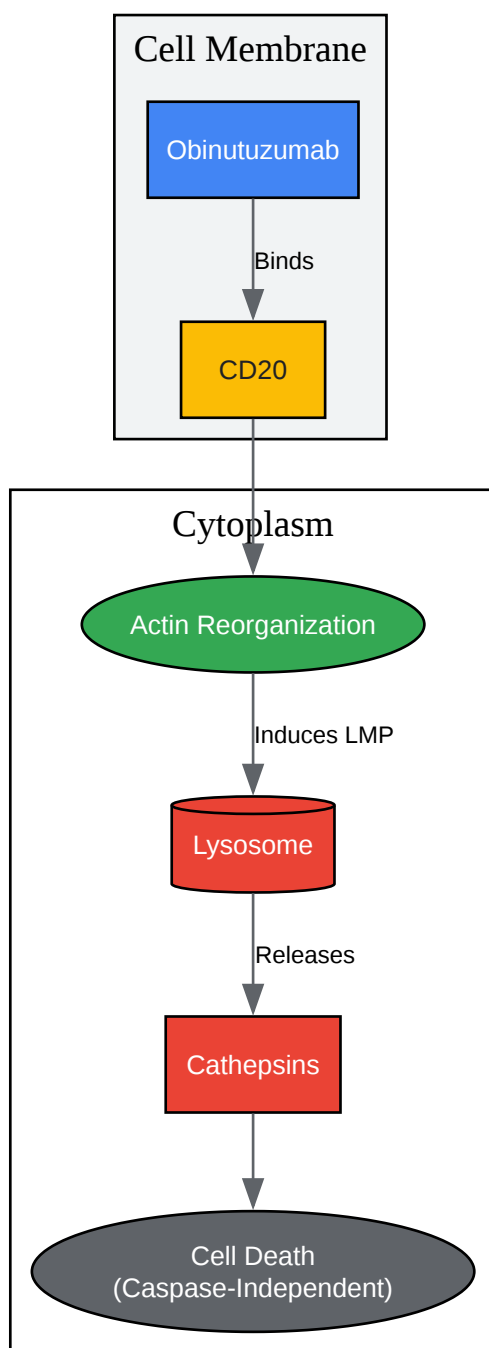 Cell Membrane
Obinutuzumab
Binds
CD20
Cytoplasm
Actin Reorganization
Induces LMP
Lysosome
Releases
Cathepsins
Cell Death
(Caspase-Independent)